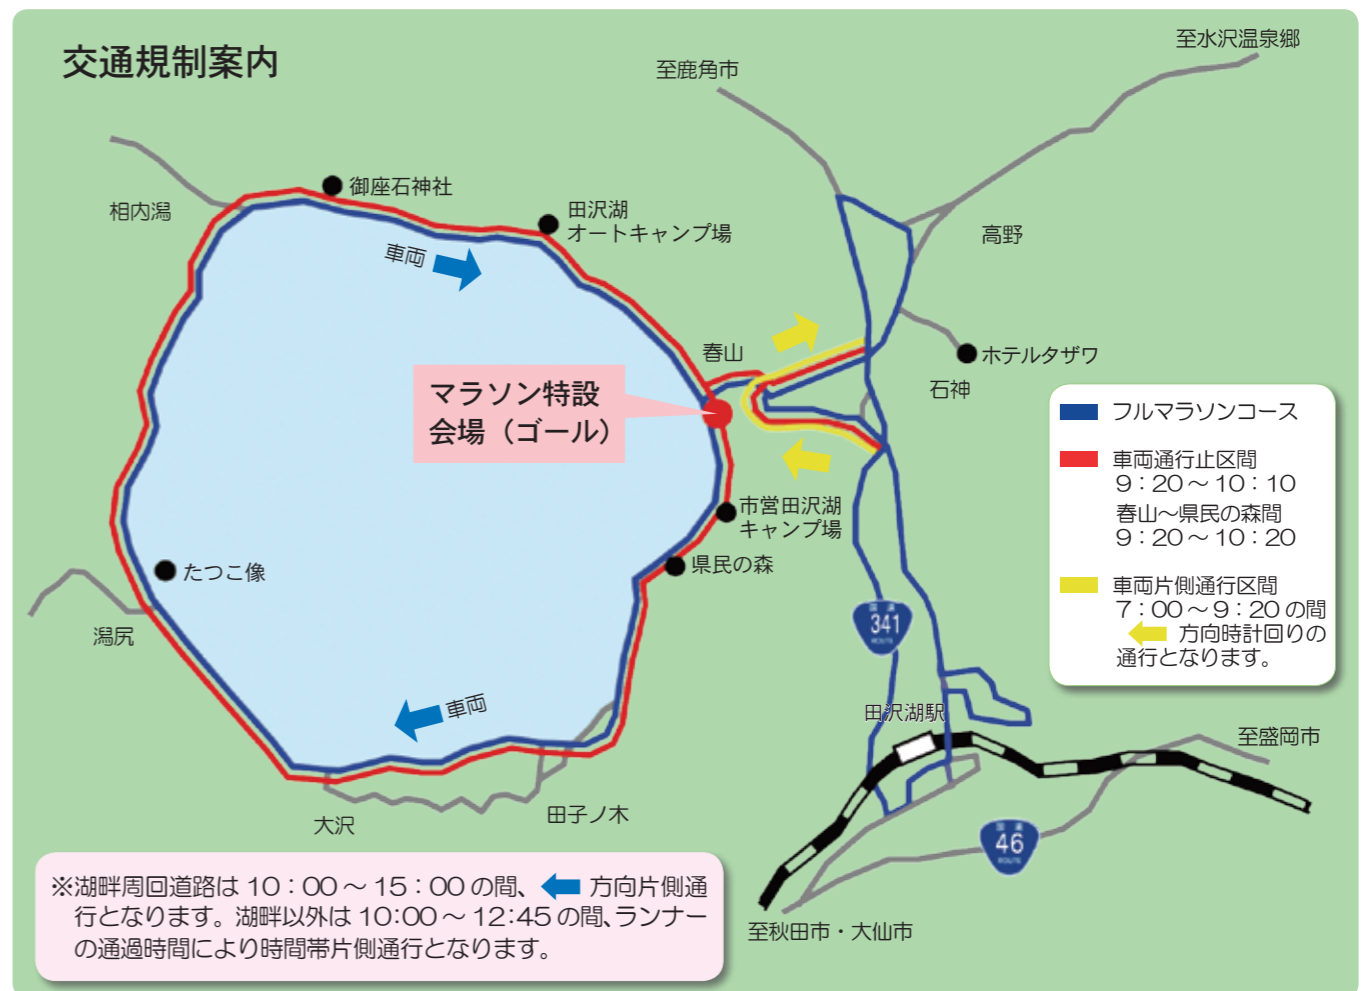 交通規制案内
至水沢温泉郷
至鹿角市
御座石神社
相内潟
田沢湖
オートキャンプ場
高野
車両
春山
ホテルタザワ
石神
マラソン特設
会場（ゴール）
フルマラソンコース
車両通行止区間
9：20～10：10
春山～県民の森間
9：20～10：20
車両片側通行区間
7：00～9：20の間
方向時計回りの
通行となります。
市営田沢湖
キャンプ場
県民の森
たつこ像
潟尻
国道
341
ROUTE
車両
田沢湖駅
至盛岡市
田子ノ木
大沢
国道
46
ROUTE
至秋田市・大仙市
※湖畔周回道路は10：00～15：00の間、方向片側通
行となります。湖畔以外は10:00～12:45の間、ランナー
の通過時間により時間帯片側通行となります。